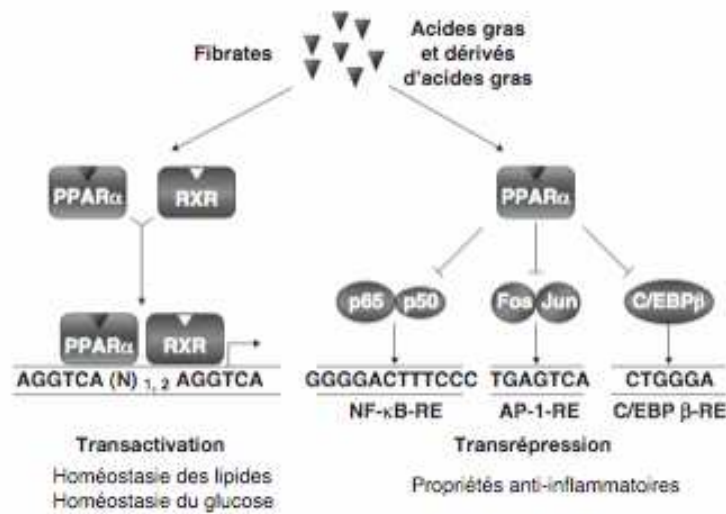 Fibrates
Acides gras
et dérivés
d'acides gras
PPARα
RXR
PPARα
RXR
AGGTCA (N) 1, 2 AGGTCA
Transactivation
Homéostasie des lipides
Homéostasie du glucose
PPARα
p65 p50
Fos Jun
C/EBPβ
GGGGACTTTCCC TGAGTCA CTGGGA
NF-κB-RE AP-1-RE C/EBP β-RE
Transrépression
Propriétés anti-inflammatoires